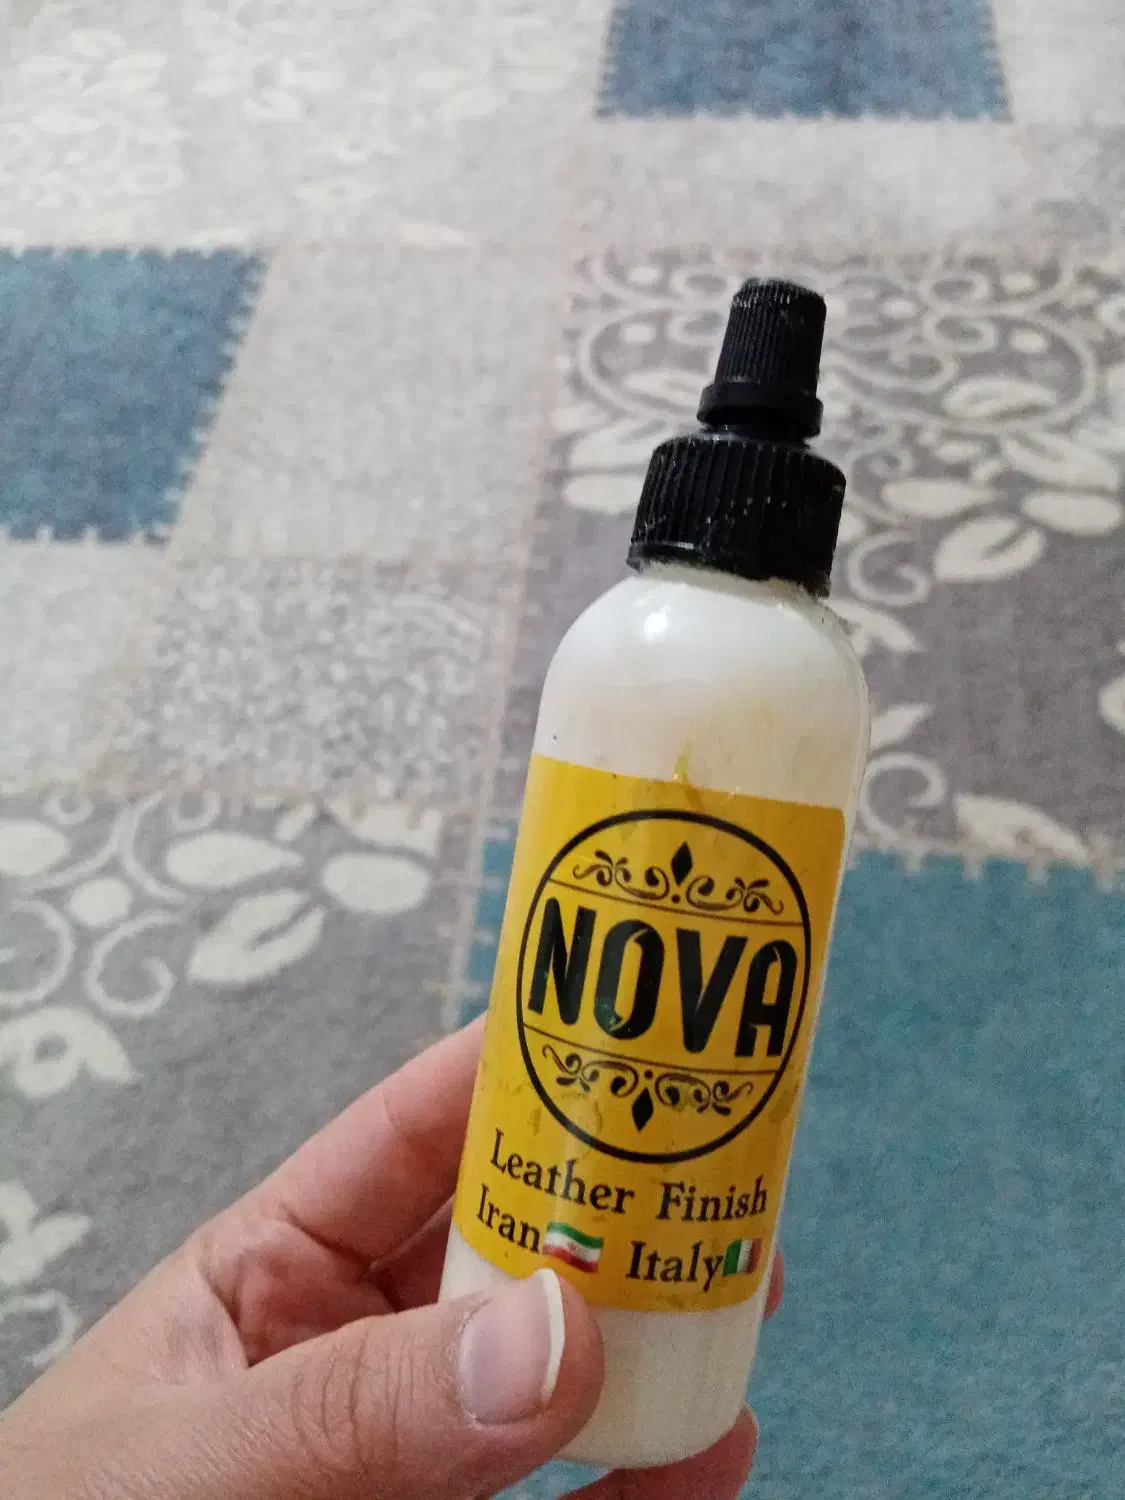 NOVA
Leather Finish
Iran🇮🇷 Italy🇮🇹